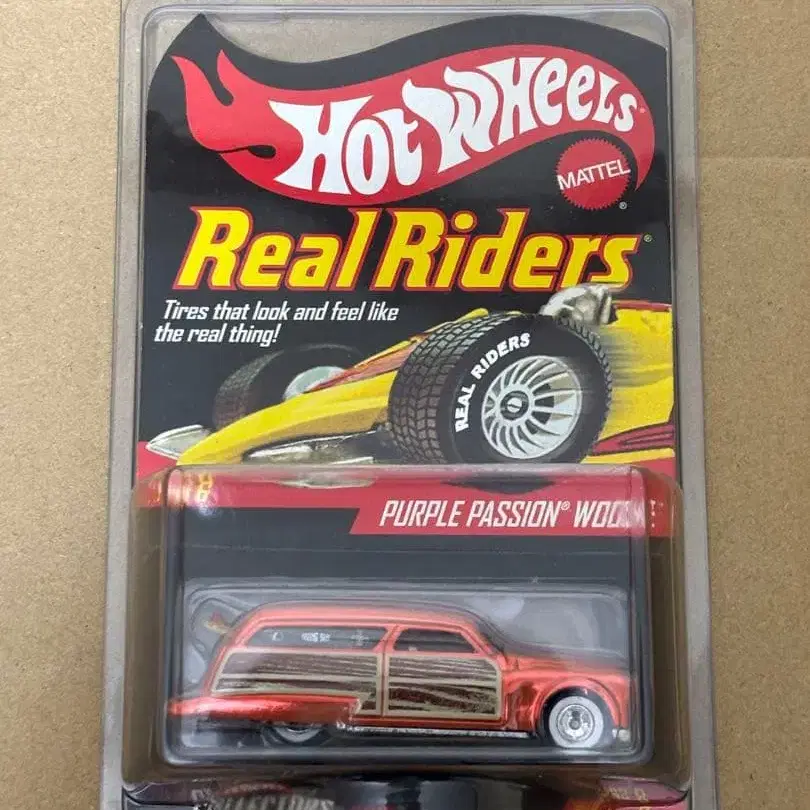 Hot Wheels®
MATTEL
®
Real Riders®
Tires that look and feel like
the real thing!
REAL RIDERS
PURPLE PASSION®